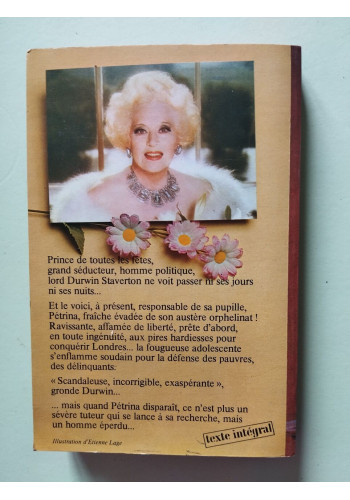 Prince de toutes les fêtes,
grand séducteur, homme politique,
lord Durwin Staverton ne voit passer ni ses jours
ni ses nuits...
Et le voici, à présent, responsable de sa pupille,
Pétrina, fraîche évadée de son austère orphelinat !
Ravissante, affamée de liberté, prête d'abord,
en toute ingénuité, aux pires hardiesses pour
conquérir Londres... la fougueuse adolescente
s'enflamme soudain pour la défense des pauvres,
des délinquants.
« Scandaleuse, incorrigible, exaspérante »,
gronde Durwin...
... mais quand Pétrina disparaît, ce n'est plus un
sévère tuteur qui se lance à sa recherche, mais
un homme éperdu...
texte intégral
Illustration d'Etienne Lage